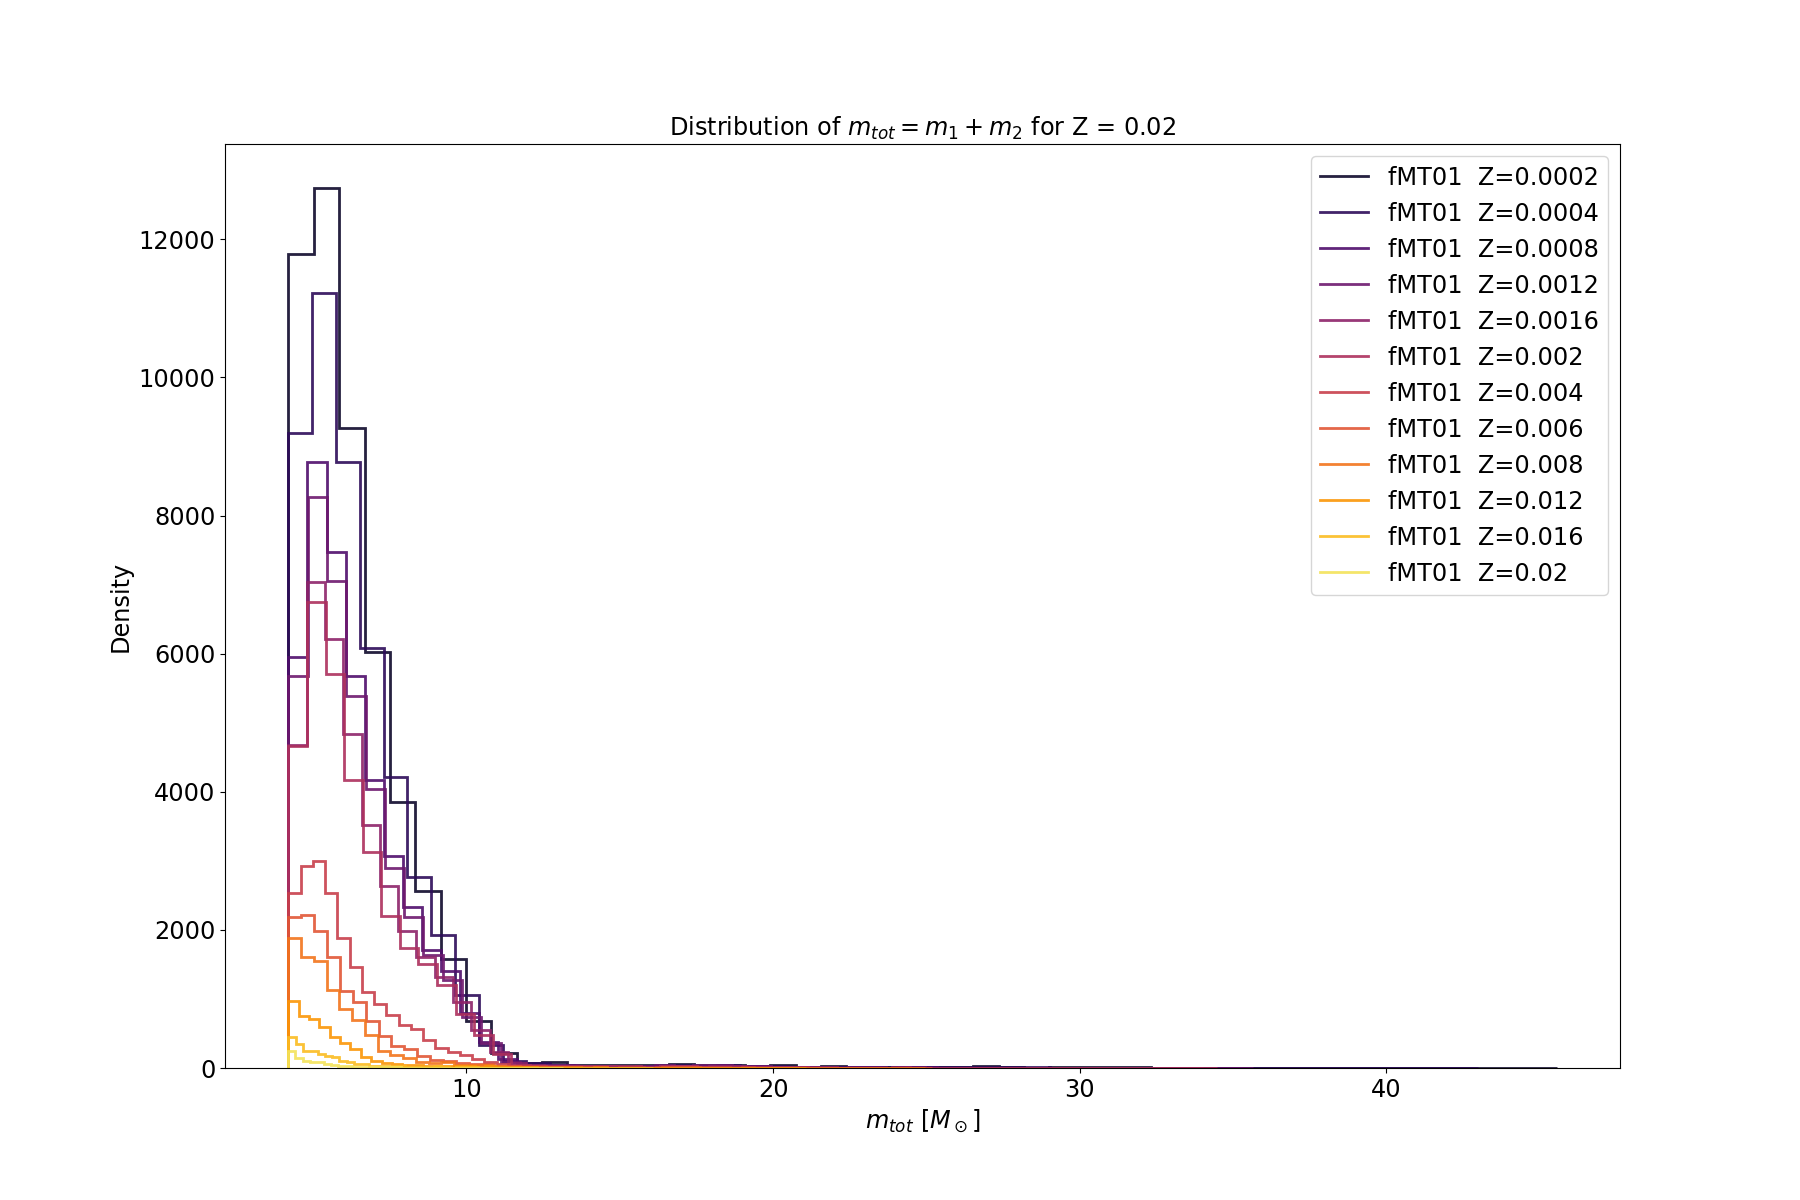 Distribution of m_tot = m_1 + m_2 for Z = 0.02
fMT01 Z=0.0002
fMT01 Z=0.0004
fMT01 Z=0.0008
fMT01 Z=0.0012
fMT01 Z=0.0016
fMT01 Z=0.002
fMT01 Z=0.004
fMT01 Z=0.006
fMT01 Z=0.008
fMT01 Z=0.012
fMT01 Z=0.016
fMT01 Z=0.02
12000
10000
8000
6000
4000
2000
0
Density
10 20 30 40
m_tot [M_⊙]